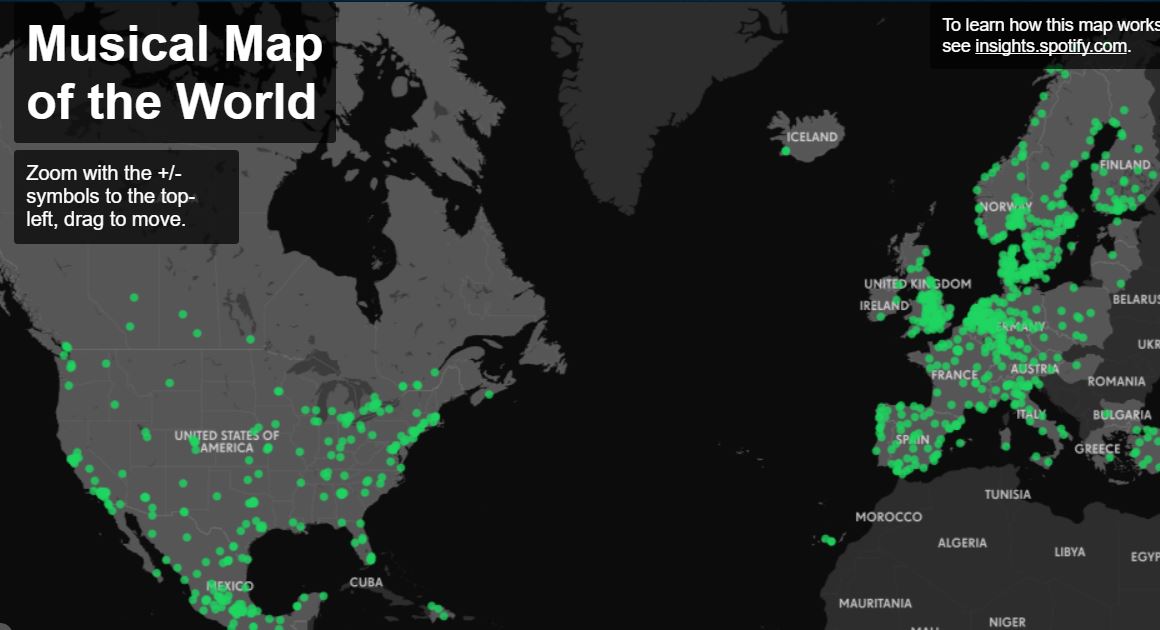 Musical Map
of the World
To learn how this map works
see insights.spotify.com.
Zoom with the +/-
symbols to the top-
left, drag to move.
ICELAND
FINLAND
NORWAY
UNITED KINGDOM
IRELAND
BELARUS
GERMANY
UKR
FRANCE
AUSTRIA
ROMANIA
ITALY
BULGARIA
UNITED STATES OF
AMERICA
SPAIN
GREECE
TUNISIA
MOROCCO
ALGERIA
LIBYA
EGYP
MEXICO
CUBA
MAURITANIA
NIGER
MALI